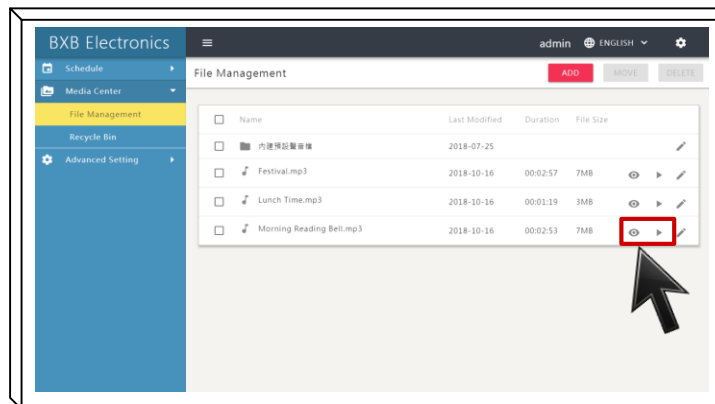 BXB Electronics
admin ENGLISH
Schedule
Media Center
File Management
Recycle Bin
Advanced Setting
File Management
ADD MOVE DELETE
Name Last Modified Duration File Size
內建預設聲音檔 2018-07-25
Festival.mp3 2018-10-16 00:02:57 7MB
Lunch Time.mp3 2018-10-16 00:01:19 3MB
Morning Reading Bell.mp3 2018-10-16 00:02:53 7MB